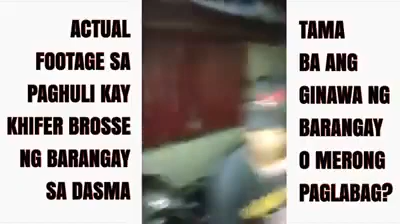 ACTUAL
FOOTAGE SA
PAGHULI KAY
KHIFER BROSSE
NG BARANGAY
SA DASMA
TAMA
BA ANG
GINAWA NG
BARANGAY
O MERONG
PAGLABAG?